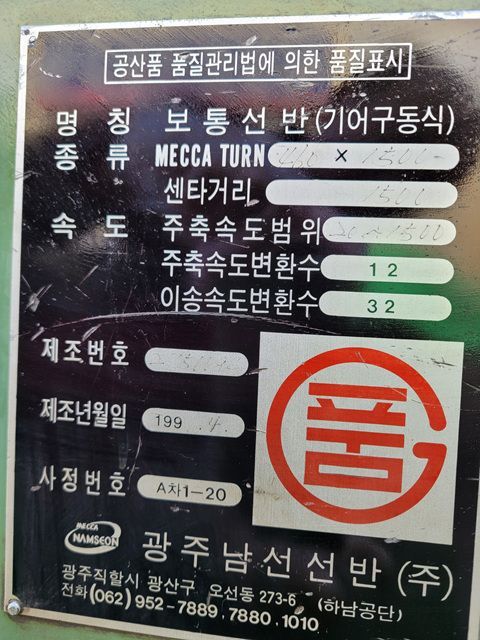 공산품 품질관리법에 의한 품질표시
명 칭 보통선반(기어구동식)
종 류 MECCA TURN 460 × 1500
센타거리 1500
속 도 주축속도범위 20~1500
주축속도변환수 12
이송속도변환수 32
제조번호
제조년월일 199 .4.
사정번호 A차1-20
품
MECCA
NAMSEON
광주남선선반 (주)
광주직할시 광산구 오선동 273-6 (하남공단)
전화 (062) 952-7889, 7880. 1010